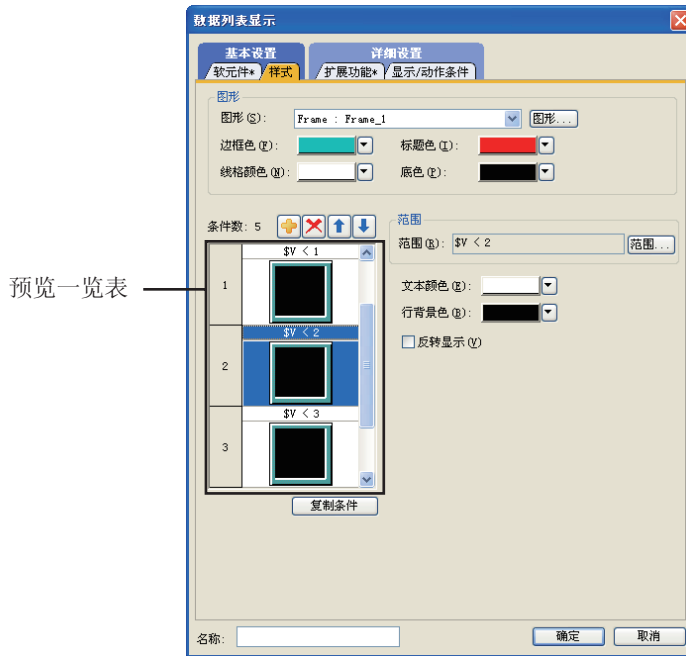 数据列表显示
基本设置 详细设置
软元件* 样式 扩展功能* 显示/动作条件
图形
图形(S): Frame : Frame_1 图形...
边框色(F): 标题色(I):
线格颜色(N): 底色(P):
条件数: 5
范围
范围(R): $V < 2 范围...
预览一览表
$V < 1
1
$V < 2
2
$V < 3
3
文本颜色(E):
行背景色(B):
反转显示(V)
复制条件
名称: 确定 取消